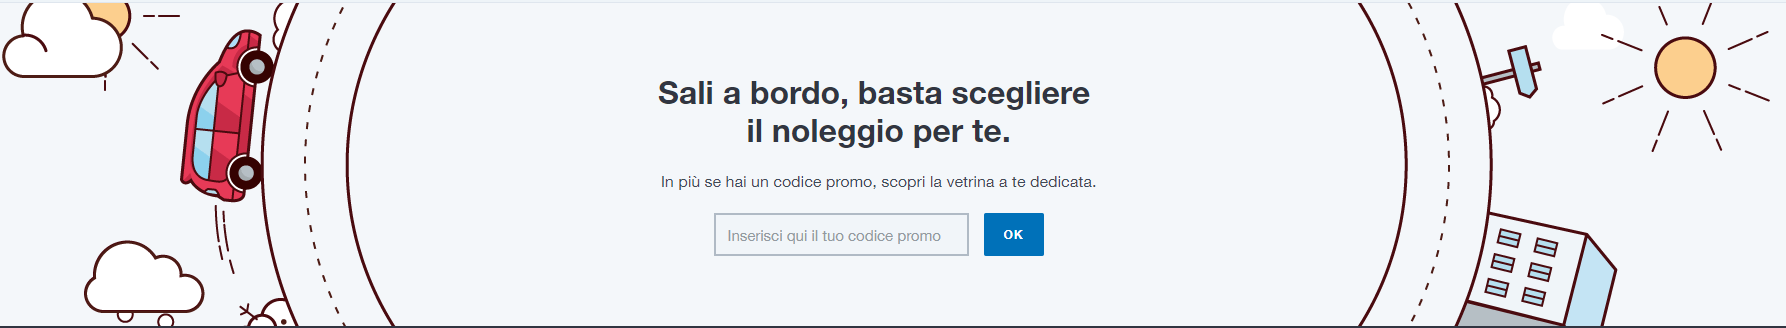 Sali a bordo, basta scegliere
il noleggio per te.
In più se hai un codice promo, scopri la vetrina a te dedicata.
Inserisci qui il tuo codice promo
OK